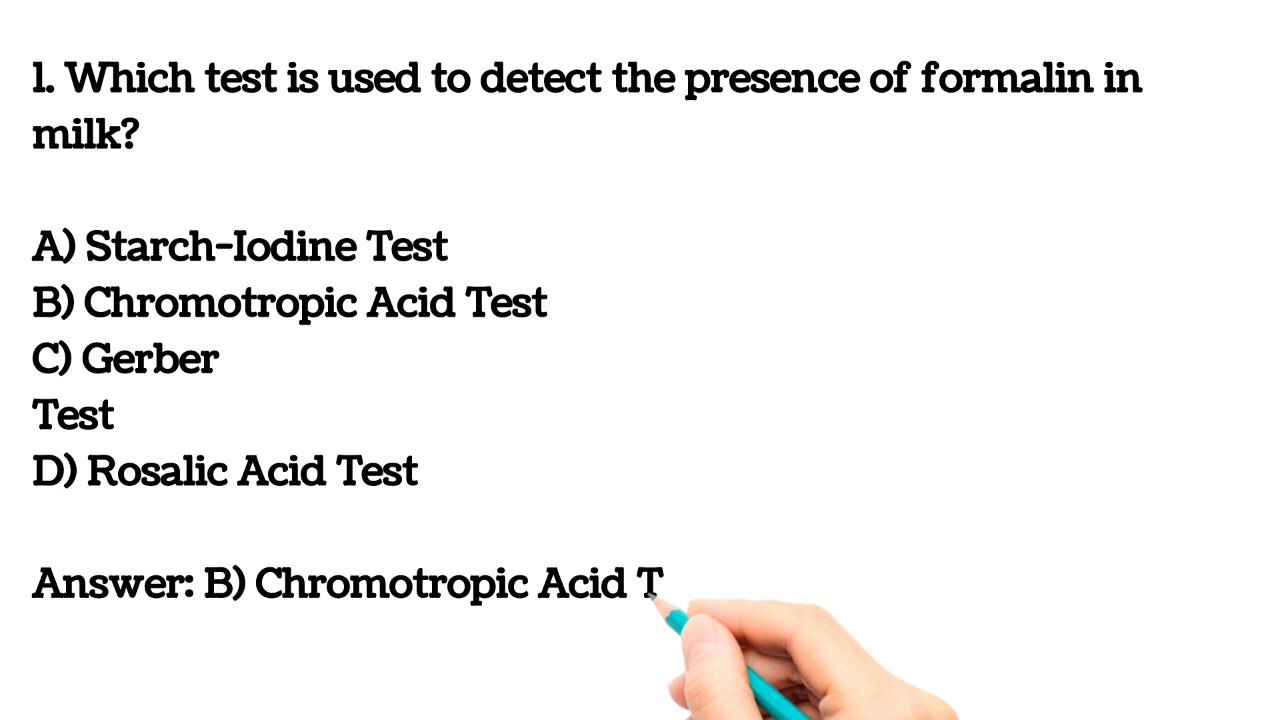 1. Which test is used to detect the presence of formalin in
milk?
A) Starch-Iodine Test
B) Chromotropic Acid Test
C) Gerber
Test
D) Rosalic Acid Test
Answer: B) Chromotropic Acid T